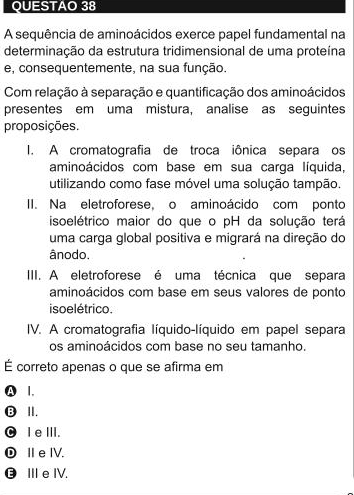 QUESTÃO 38
A sequência de aminoácidos exerce papel fundamental na
determinação da estrutura tridimensional de uma proteína
e, consequentemente, na sua função.
Com relação à separação e quantificação dos aminoácidos
presentes em uma mistura, analise as seguintes
proposições.
I. A cromatografia de troca iônica separa os
aminoácidos com base em sua carga líquida,
utilizando como fase móvel uma solução tampão.
II. Na eletroforese, o aminoácido com ponto
isoelétrico maior do que o pH da solução terá
uma carga global positiva e migrará na direção do
ânodo.
III. A eletroforese é uma técnica que separa
aminoácidos com base em seus valores de ponto
isoelétrico.
IV. A cromatografia líquido-líquido em papel separa
os aminoácidos com base no seu tamanho.
É correto apenas o que se afirma em
A I.
B II.
C I e III.
D II e IV.
E III e IV.